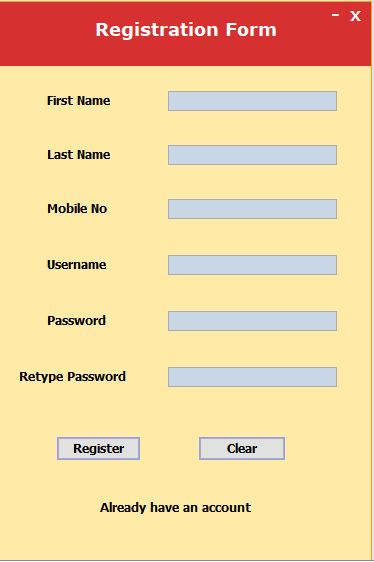 - X
Registration Form
First Name
Last Name
Mobile No
Username
Password
Retype Password
Register Clear
Already have an account